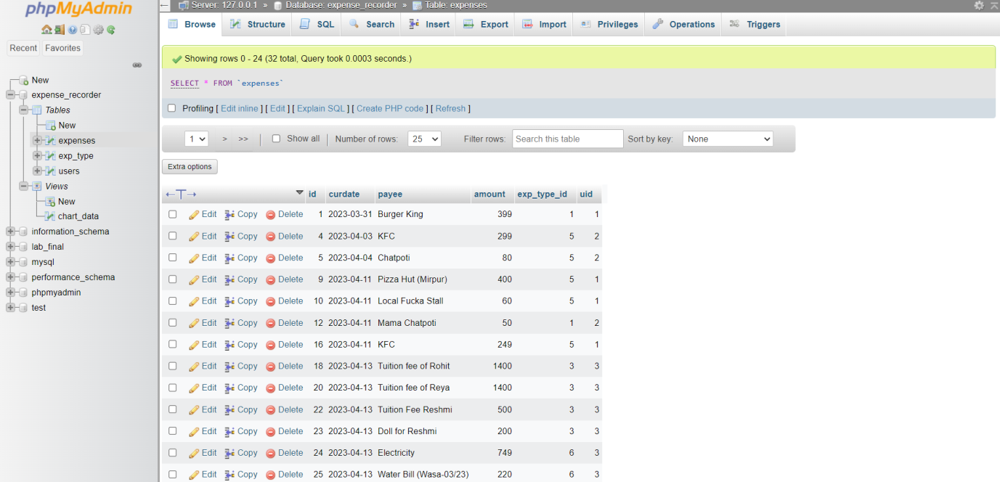 phpMyAdmin
Recent Favorites
New
expense_recorder
Tables
New
expenses
exp_type
users
Views
New
chart_data
information_schema
lab_final
mysql
performance_schema
phpmyadmin
test
Server: 127.0.0.1 » Database: expense_recorder » Table: expenses
Browse Structure SQL Search Insert Export Import Privileges Operations Triggers
Showing rows 0 - 24 (32 total, Query took 0.0003 seconds.)
SELECT * FROM `expenses`
Profiling [ Edit inline ] [ Edit ] [ Explain SQL ] [ Create PHP code ] [ Refresh ]
1 > >> Show all Number of rows: 25 Filter rows: Search this table Sort by key: None
Extra options
←T→ id curdate payee amount exp_type_id uid
Edit Copy Delete 1 2023-03-31 Burger King 399 1 1
Edit Copy Delete 4 2023-04-03 KFC 299 5 2
Edit Copy Delete 5 2023-04-04 Chatpoti 80 5 2
Edit Copy Delete 9 2023-04-11 Pizza Hut (Mirpur) 400 5 1
Edit Copy Delete 10 2023-04-11 Local Fucka Stall 60 5 1
Edit Copy Delete 12 2023-04-11 Mama Chatpoti 50 1 2
Edit Copy Delete 16 2023-04-11 KFC 249 5 1
Edit Copy Delete 18 2023-04-13 Tuition fee of Rohit 1400 3 3
Edit Copy Delete 20 2023-04-13 Tuition fee of Reya 1400 3 3
Edit Copy Delete 22 2023-04-13 Tuition Fee Reshmi 500 3 3
Edit Copy Delete 23 2023-04-13 Doll for Reshmi 200 3 3
Edit Copy Delete 24 2023-04-13 Electricity 749 6 3
Edit Copy Delete 25 2023-04-13 Water Bill (Wasa-03/23) 220 6 3